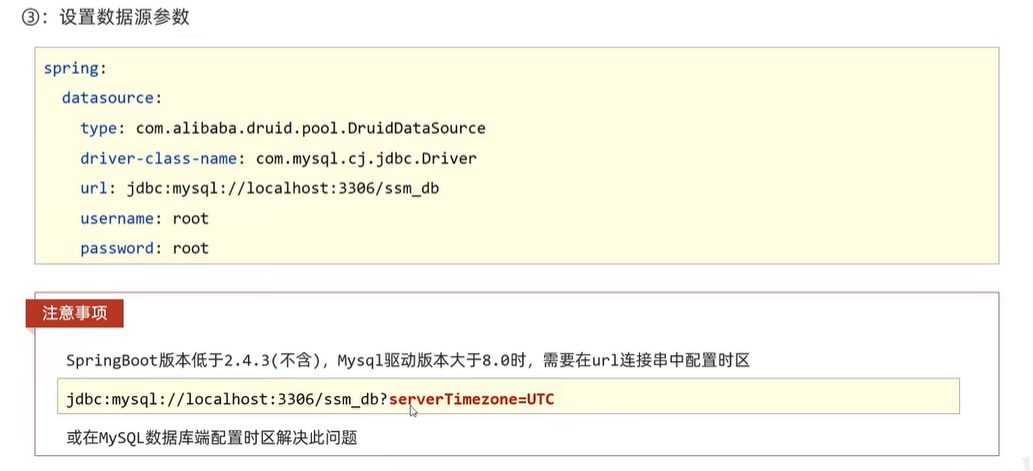 ③：设置数据源参数
spring:
  datasource:
    type: com.alibaba.druid.pool.DruidDataSource
    driver-class-name: com.mysql.cj.jdbc.Driver
    url: jdbc:mysql://localhost:3306/ssm_db
    username: root
    password: root
注意事项
SpringBoot版本低于2.4.3(不含)，Mysql驱动版本大于8.0时，需要在url连接串中配置时区
jdbc:mysql://localhost:3306/ssm_db?serverTimezone=UTC
或在MySQL数据库端配置时区解决此问题